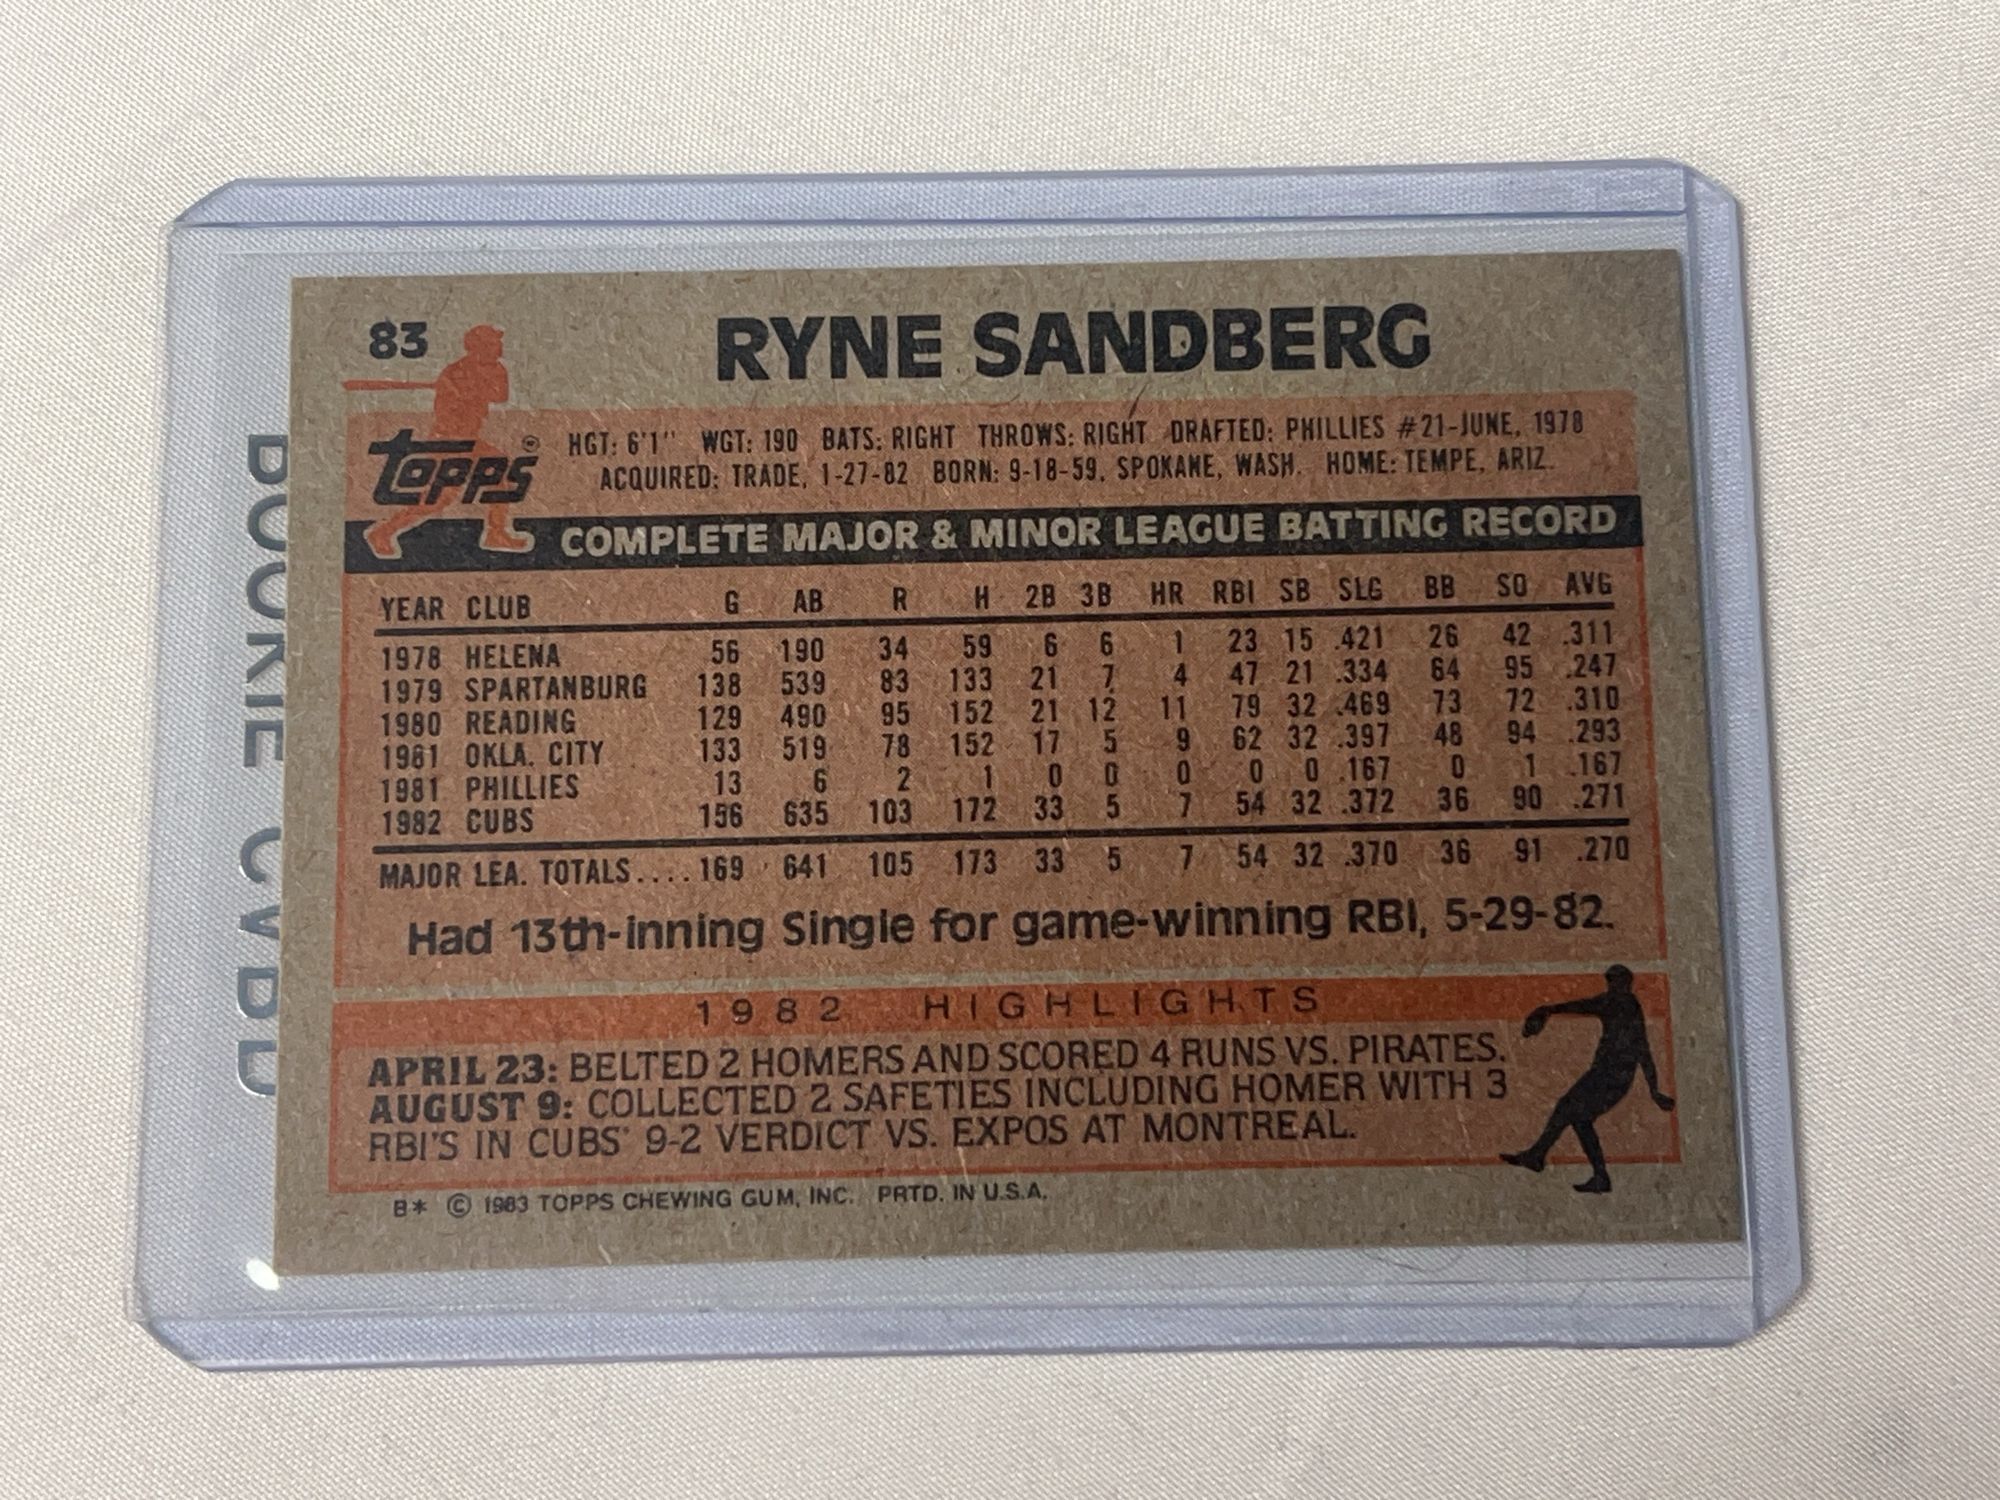 83
RYNE SANDBERG
Topps®
HGT: 6'1" WGT: 190 BATS: RIGHT THROWS: RIGHT DRAFTED: PHILLIES #21-JUNE, 1978
ACQUIRED: TRADE, 1-27-82 BORN: 9-18-59, SPOKANE, WASH. HOME: TEMPE, ARIZ.
COMPLETE MAJOR & MINOR LEAGUE BATTING RECORD
YEAR CLUB G AB R H 2B 3B HR RBI SB SLG BB SO AVG
1978 HELENA 56 190 34 59 6 6 1 23 15 .421 26 42 .311
1979 SPARTANBURG 138 539 83 133 21 7 4 47 21 .334 64 95 .247
1980 READING 129 490 95 152 21 12 11 79 32 .469 73 72 .310
1981 OKLA. CITY 133 519 78 152 17 5 9 62 32 .397 48 94 .293
1981 PHILLIES 13 6 2 1 0 0 0 0 0 .167 0 1 .167
1982 CUBS 156 635 103 172 33 5 7 54 32 .372 36 90 .271
MAJOR LEA. TOTALS.... 169 641 105 173 33 5 7 54 32 .370 36 91 .270
Had 13th-inning Single for game-winning RBI, 5-29-82.
1982 HIGHLIGHTS
APRIL 23: BELTED 2 HOMERS AND SCORED 4 RUNS VS. PIRATES.
AUGUST 9: COLLECTED 2 SAFETIES INCLUDING HOMER WITH 3
RBI'S IN CUBS' 9-2 VERDICT VS. EXPOS AT MONTREAL.
B* © 1983 TOPPS CHEWING GUM, INC. PRTD. IN U.S.A.
ROOKIE CARD